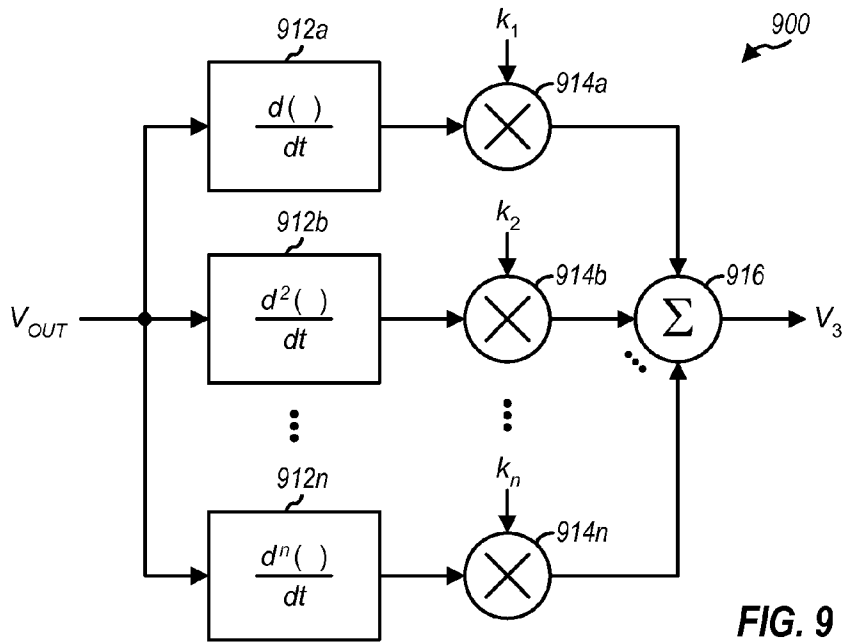 912a
k₁
900
914a
d( )
dt
912b
k₂
914b
916
d²( )
dt
V_OUT
Σ
V₃
912n
kₙ
914n
dⁿ( )
dt
FIG. 9